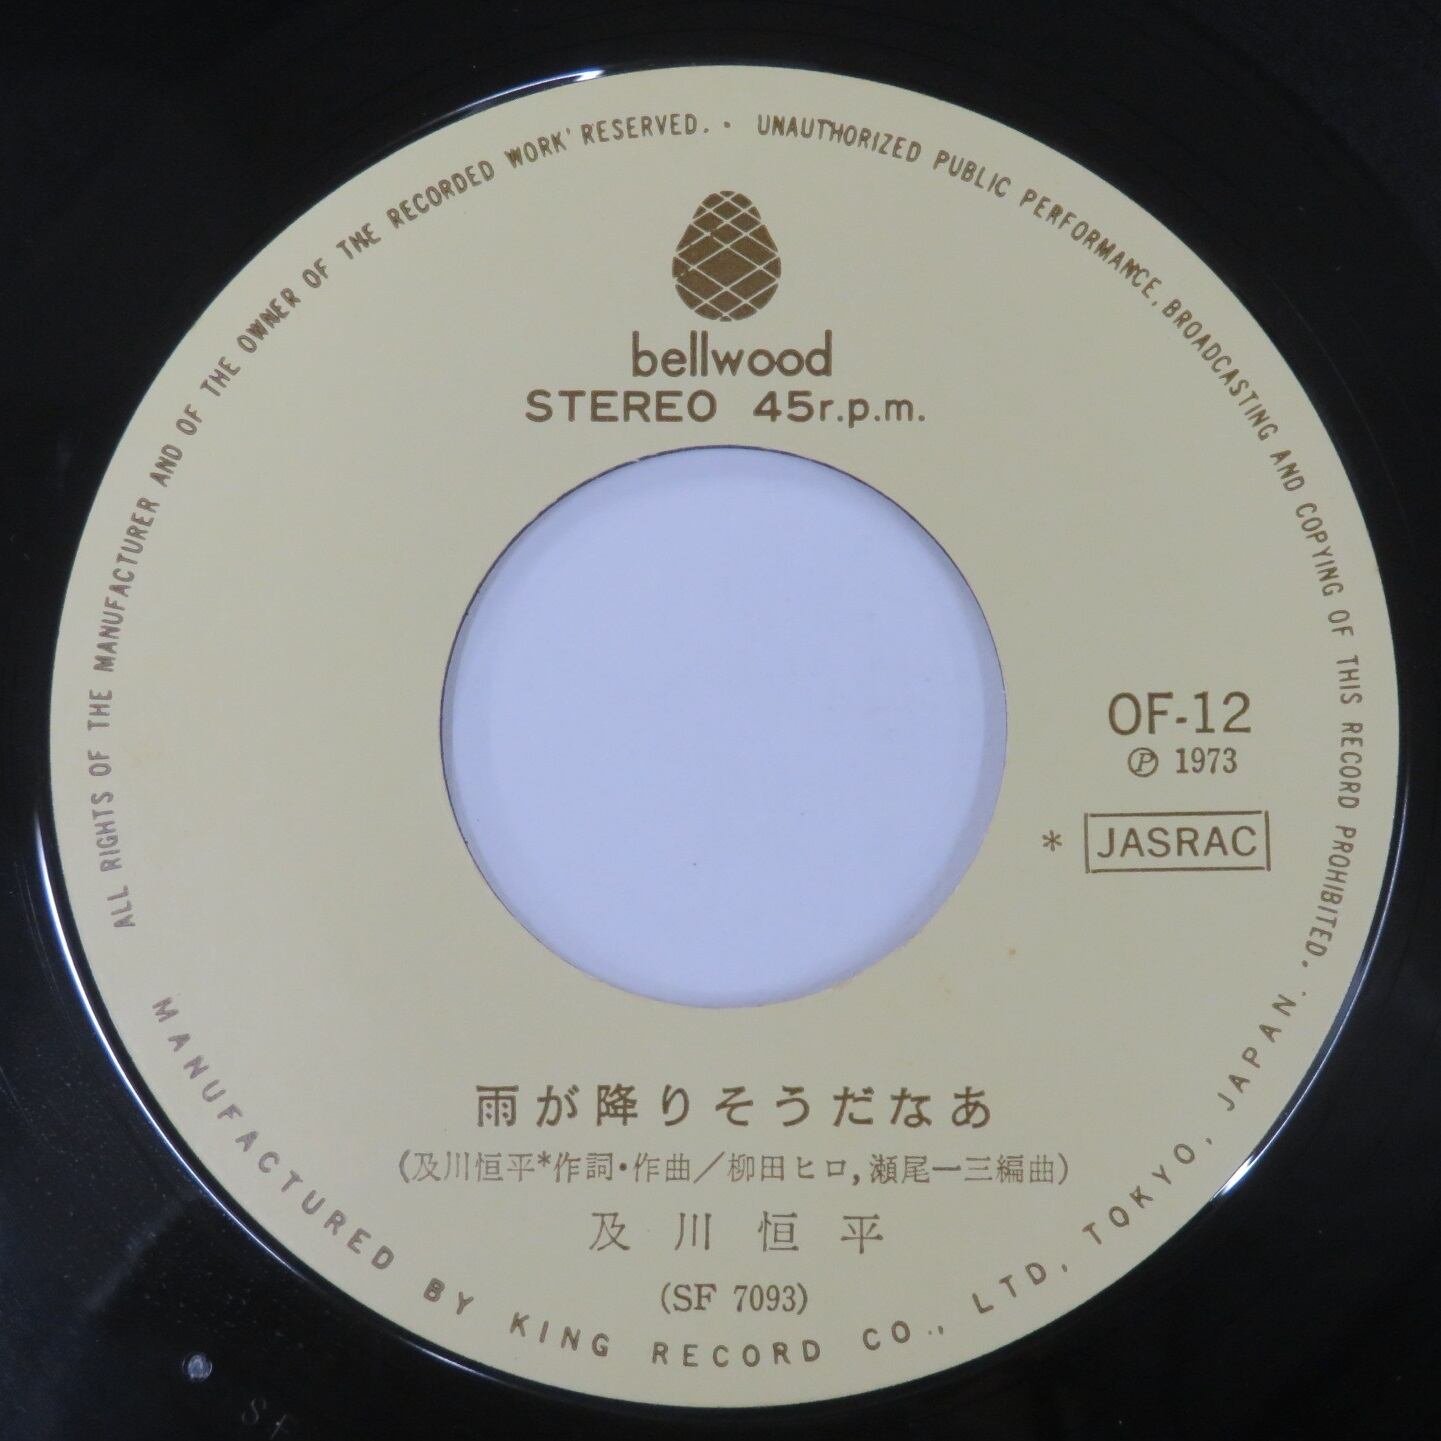 ALL RIGHTS OF THE MANUFACTURER AND OF THE OWNER OF THE RECORDED WORK' RESERVED. · UNAUTHORIZED PUBLIC PERFORMANCE, BROADCASTING AND COPYING OF THIS RECORD PROHIBITED.
bellwood
STEREO 45r.p.m.
OF-12
Ⓟ 1973
* JASRAC
雨が降りそうだなあ
(及川恒平*作詞・作曲／柳田ヒロ,瀬尾一三編曲)
及川恒平
(SF 7093)
MANUFACTURED BY KING RECORD CO., LTD, TOKYO, JAPAN.
SF